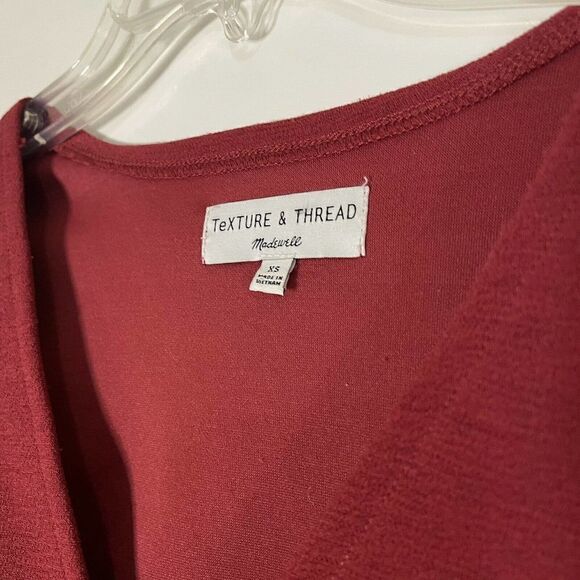 TeXTURE & THREAD
Madewell
XS
MADE IN
VIETNAM